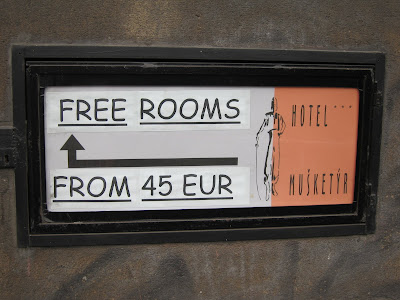 FREE ROOMS
FROM 45 EUR
HOTEL ***
MUŠKETÝR